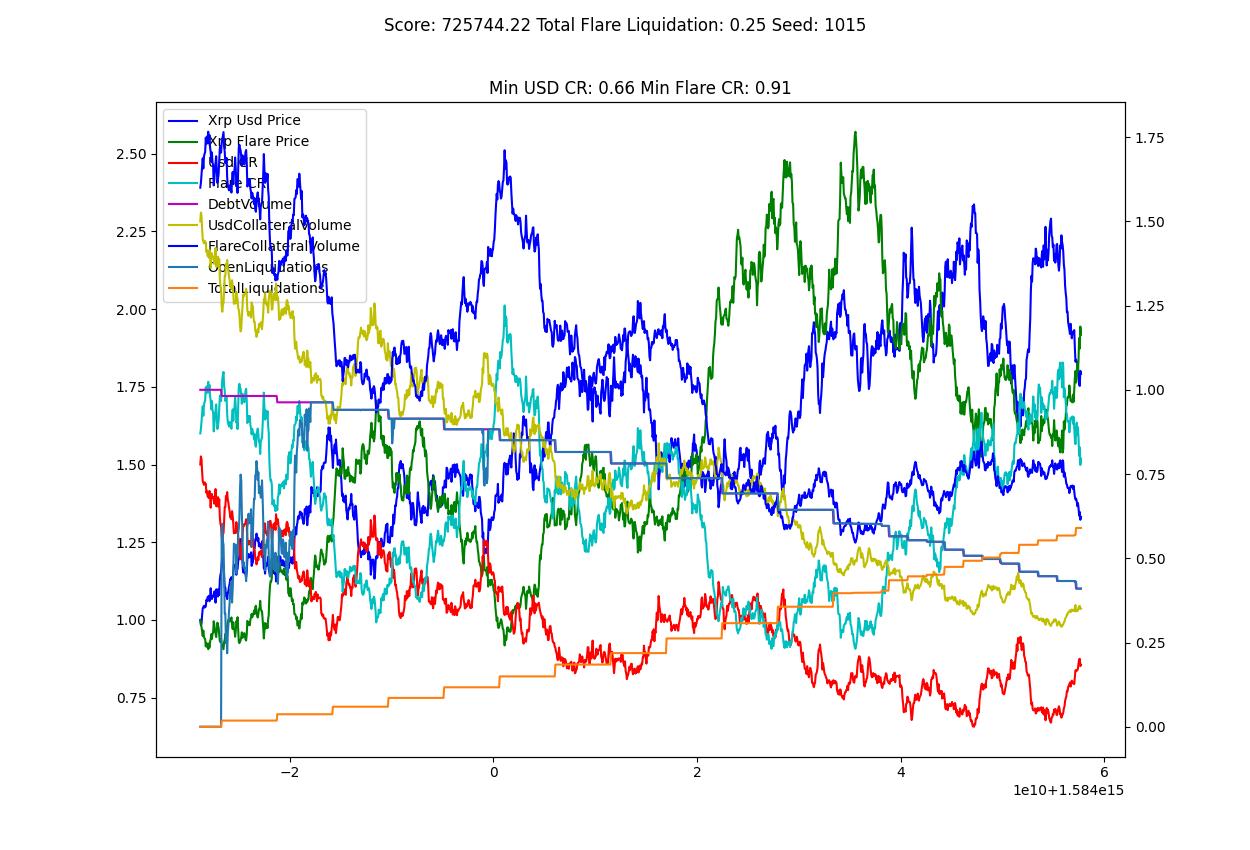 Score: 725744.22 Total Flare Liquidation: 0.25 Seed: 1015
Min USD CR: 0.66 Min Flare CR: 0.91
Xrp Usd Price
Xrp Flare Price
Usd CR
Flare CR
DebtVolume
UsdCollateralVolume
FlareCollateralVolume
OpenLiquidations
TotalLiquidations
2.50
2.25
2.00
1.75
1.50
1.25
1.00
0.75
1.75
1.50
1.25
1.00
0.75
0.50
0.25
0.00
−2
0
2
4
6
1e10+1.584e15